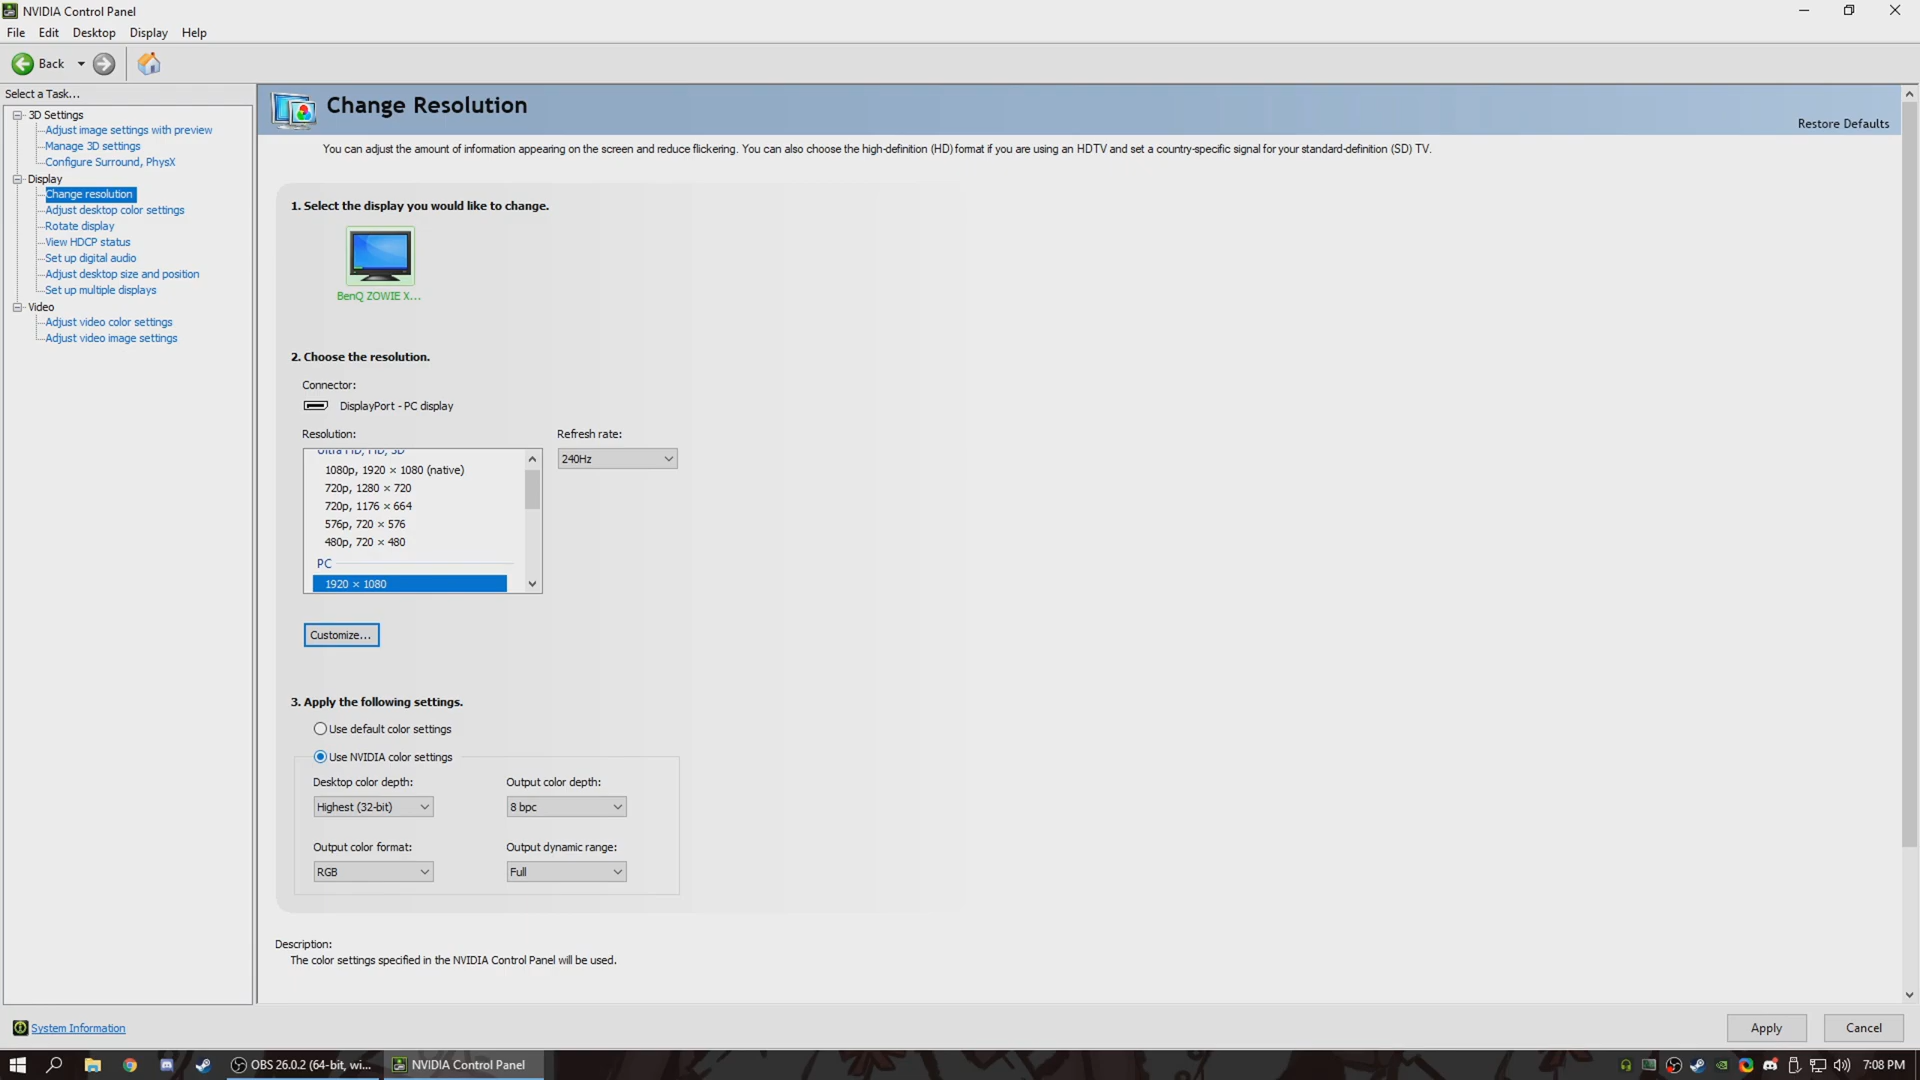 NVIDIA Control Panel
File Edit Desktop Display Help
Back
Select a Task...
3D Settings
Adjust image settings with preview
Manage 3D settings
Configure Surround, PhysX
Display
Change resolution
Adjust desktop color settings
Rotate display
View HDCP status
Set up digital audio
Adjust desktop size and position
Set up multiple displays
Video
Adjust video color settings
Adjust video image settings
Change Resolution
Restore Defaults
You can adjust the amount of information appearing on the screen and reduce flickering. You can also choose the high-definition (HD) format if you are using an HDTV and set a country-specific signal for your standard-definition (SD) TV.
1. Select the display you would like to change.
BenQ ZOWIE X...
2. Choose the resolution.
Connector:
DisplayPort - PC display
Resolution:
Refresh rate:
Ultra HD, HD, SD
240Hz
1080p, 1920 × 1080 (native)
720p, 1280 × 720
720p, 1176 × 664
576p, 720 × 576
480p, 720 × 480
PC
1920 × 1080
Customize...
3. Apply the following settings.
Use default color settings
Use NVIDIA color settings
Desktop color depth:
Output color depth:
Highest (32-bit)
8 bpc
Output color format:
Output dynamic range:
RGB
Full
Description:
The color settings specified in the NVIDIA Control Panel will be used.
System Information
Apply
Cancel
OBS 26.0.2 (64-bit, wi...
NVIDIA Control Panel
7:08 PM